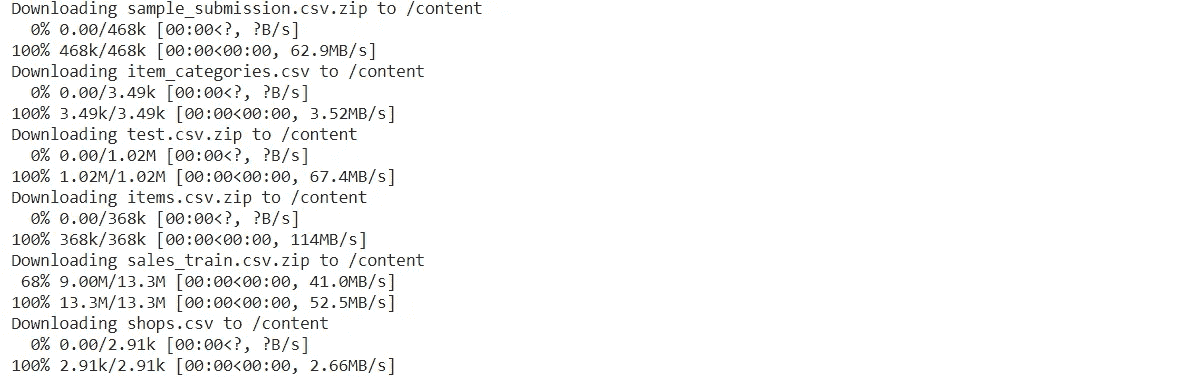 Downloading sample_submission.csv.zip to /content
  0% 0.00/468k [00:00<?, ?B/s]
100% 468k/468k [00:00<00:00, 62.9MB/s]
Downloading item_categories.csv to /content
  0% 0.00/3.49k [00:00<?, ?B/s]
100% 3.49k/3.49k [00:00<00:00, 3.52MB/s]
Downloading test.csv.zip to /content
  0% 0.00/1.02M [00:00<?, ?B/s]
100% 1.02M/1.02M [00:00<00:00, 67.4MB/s]
Downloading items.csv.zip to /content
  0% 0.00/368k [00:00<?, ?B/s]
100% 368k/368k [00:00<00:00, 114MB/s]
Downloading sales_train.csv.zip to /content
 68% 9.00M/13.3M [00:00<00:00, 41.0MB/s]
100% 13.3M/13.3M [00:00<00:00, 52.5MB/s]
Downloading shops.csv to /content
  0% 0.00/2.91k [00:00<?, ?B/s]
100% 2.91k/2.91k [00:00<00:00, 2.66MB/s]